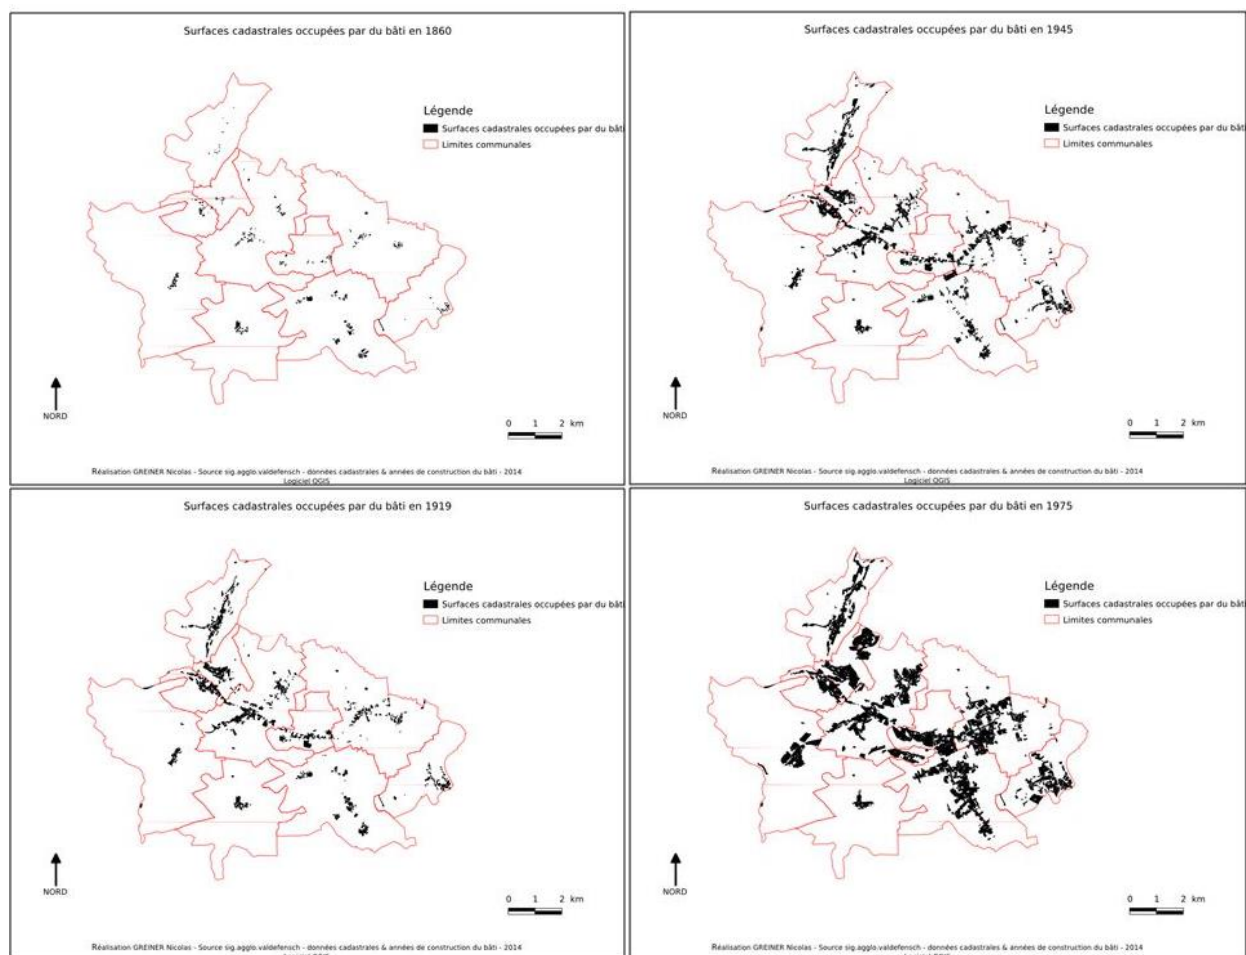 Surfaces cadastrales occupées par du bâti en 1860
Légende
Surfaces cadastrales occupées par du bâti
Limites communales
NORD
0 1 2 km
Réalisation GREINER Nicolas - Source sig.agglo.valdefensch - données cadastrales & années de construction du bâti - 2014
Logiciel QGIS
Surfaces cadastrales occupées par du bâti en 1945
Légende
Surfaces cadastrales occupées par du bâti
Limites communales
NORD
0 1 2 km
Réalisation GREINER Nicolas - Source sig.agglo.valdefensch - données cadastrales & années de construction du bâti - 2014
Logiciel QGIS
Surfaces cadastrales occupées par du bâti en 1919
Légende
Surfaces cadastrales occupées par du bâti
Limites communales
NORD
0 1 2 km
Réalisation GREINER Nicolas - Source sig.agglo.valdefensch - données cadastrales & années de construction du bâti - 2014
Surfaces cadastrales occupées par du bâti en 1975
Légende
Surfaces cadastrales occupées par du bâti
Limites communales
NORD
0 1 2 km
Réalisation GREINER Nicolas - Source sig.agglo.valdefensch - données cadastrales & années de construction du bâti - 2014